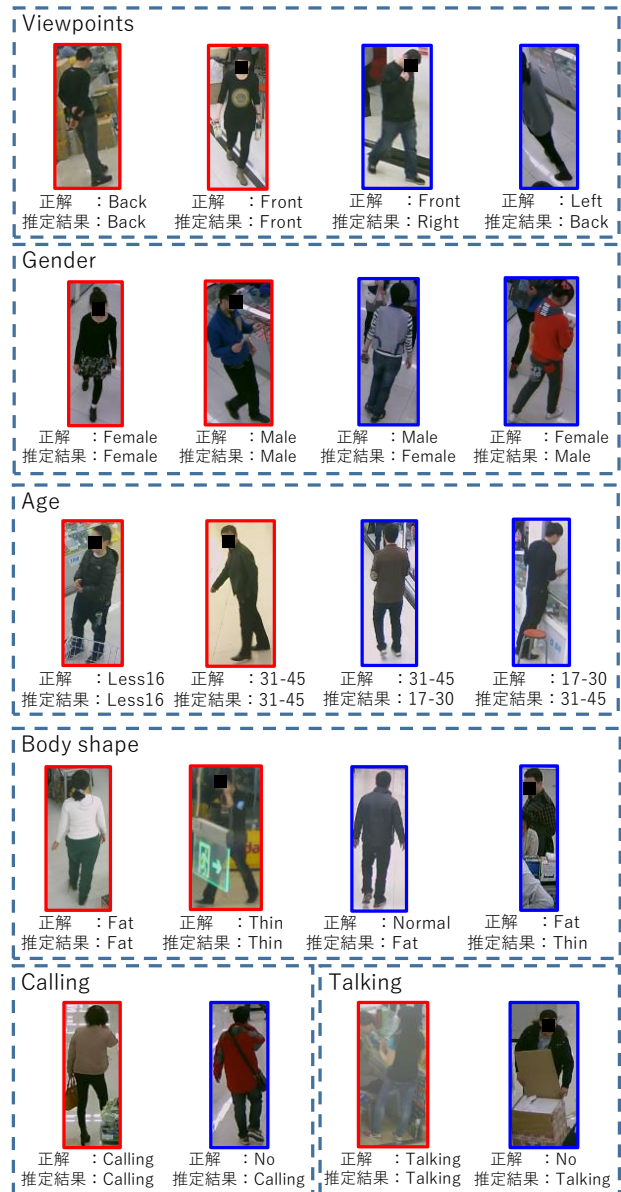 Viewpoints
正解 ：Back 正解 ：Front 正解 ：Front 正解 ：Left
推定結果：Back 推定結果：Front 推定結果：Right 推定結果：Back
Gender
正解 ：Female 正解 ：Male 正解 ：Male 正解 ：Female
推定結果：Female 推定結果：Male 推定結果：Female 推定結果：Male
Age
正解 ：Less16 正解 ：31-45 正解 ：31-45 正解 ：17-30
推定結果：Less16 推定結果：31-45 推定結果：17-30 推定結果：31-45
Body shape
正解 ：Fat 正解 ：Thin 正解 ：Normal 正解 ：Fat
推定結果：Fat 推定結果：Thin 推定結果：Fat 推定結果：Thin
Calling Talking
正解 ：Calling 正解 ：No 正解 ：Talking 正解 ：No
推定結果：Calling 推定結果：Calling 推定結果：Talking 推定結果：Talking